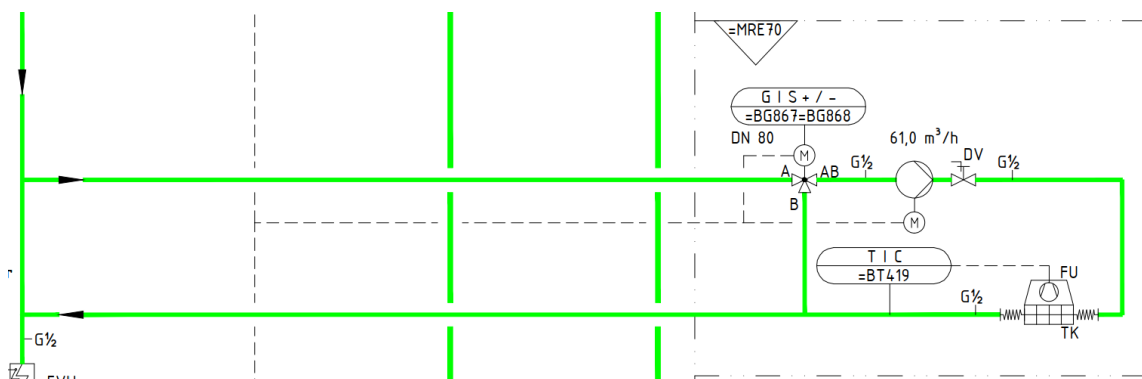 =MRE70
G I S + / -
=BG867=BG868
DN 80
61,0 m³/h
M
DV
G½
G½
A
AB
B
M
T I C
=BT419
FU
G½
TK
G½